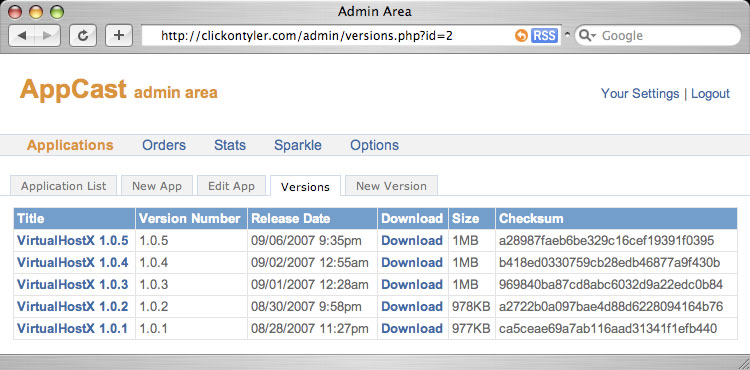 Admin Area
http://clickontyler.com/admin/versions.php?id=2 RSS Google
AppCast admin area
Your Settings | Logout
Applications Orders Stats Sparkle Options
Application List New App Edit App Versions New Version
Title Version Number Release Date Download Size Checksum
VirtualHostX 1.0.5 1.0.5 09/06/2007 9:35pm Download 1MB a28987faeb6be329c16cef19391f0395
VirtualHostX 1.0.4 1.0.4 09/02/2007 12:55am Download 1MB b418ed0330759cb28edb46877a9f430b
VirtualHostX 1.0.3 1.0.3 09/01/2007 12:28am Download 1MB 969840ba87cd8abc6032d9a22edc0b84
VirtualHostX 1.0.2 1.0.2 08/30/2007 9:58pm Download 978KB a2722b0a097bae4d88d6228094164b76
VirtualHostX 1.0.1 1.0.1 08/28/2007 11:27pm Download 977KB ca5ceae69a7ab116aad31341f1efb440